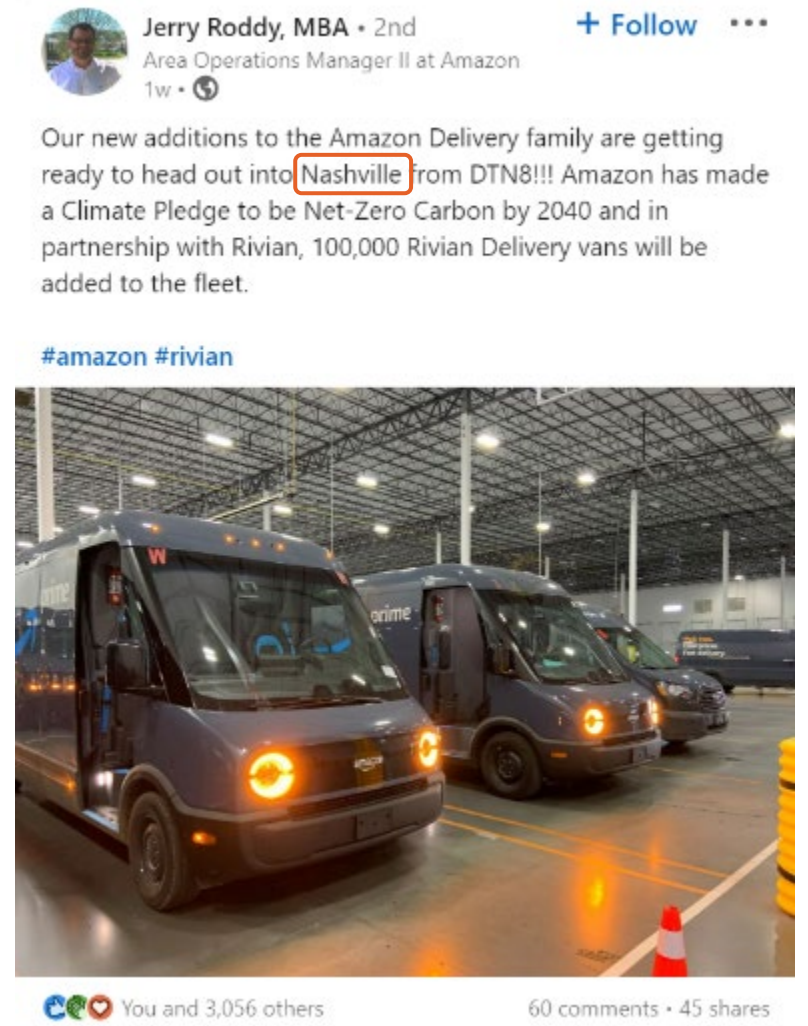 Jerry Roddy, MBA • 2nd
+ Follow
Area Operations Manager II at Amazon
1w •
Our new additions to the Amazon Delivery family are getting
ready to head out into Nashville from DTN8!!! Amazon has made
a Climate Pledge to be Net-Zero Carbon by 2040 and in
partnership with Rivian, 100,000 Rivian Delivery vans will be
added to the fleet.
#amazon #rivian
W
prime
prime
amazon
You and 3,056 others
60 comments • 45 shares